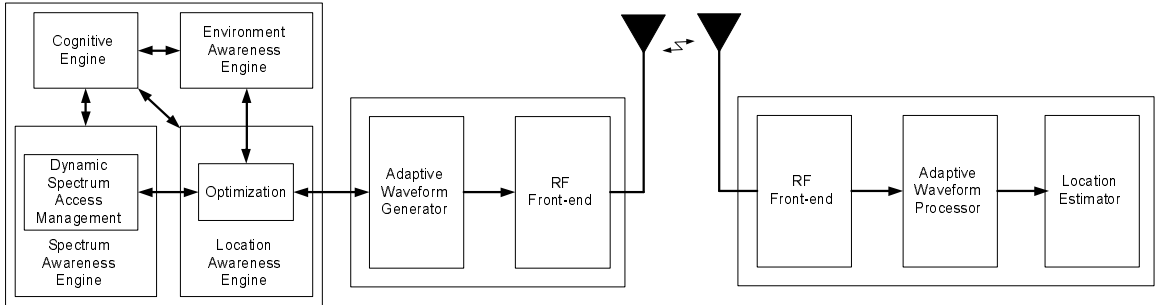 Cognitive
Engine
Environment
Awareness
Engine
Dynamic
Spectrum
Access
Management
Spectrum
Awareness
Engine
Optimization
Location
Awareness
Engine
Adaptive
Waveform
Generator
RF
Front-end
RF
Front-end
Adaptive
Waveform
Processor
Location
Estimator